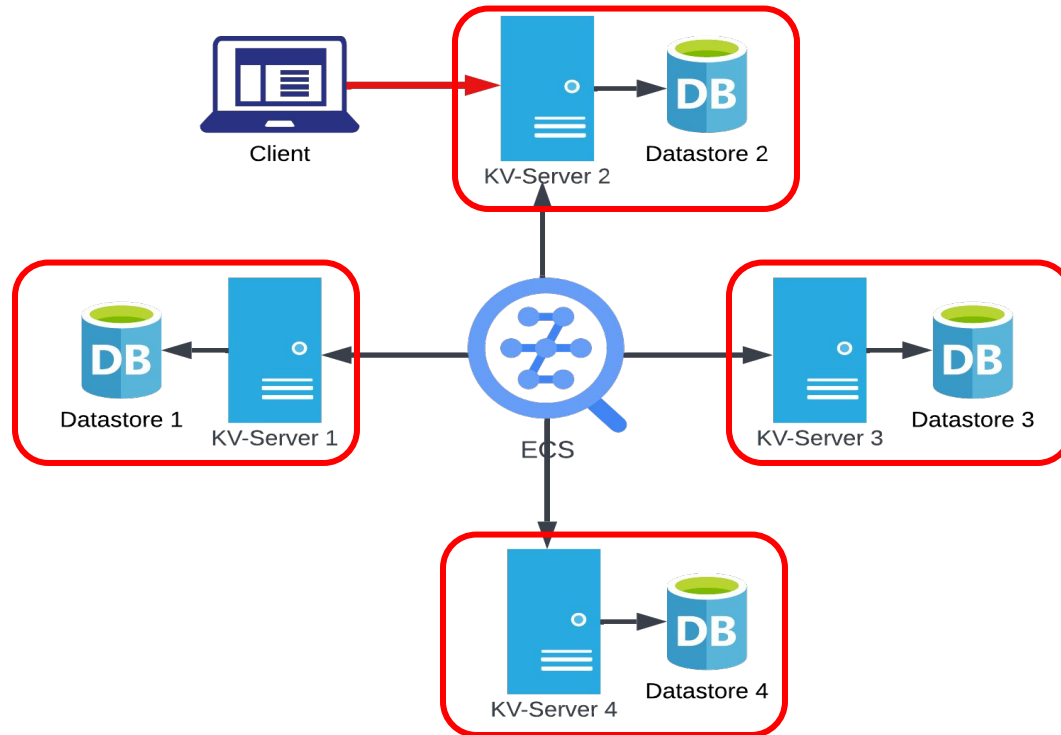 DB
Client
Datastore 2
KV-Server 2
DB
Datastore 1
KV-Server 1
ECS
DB
KV-Server 3
Datastore 3
DB
Datastore 4
KV-Server 4